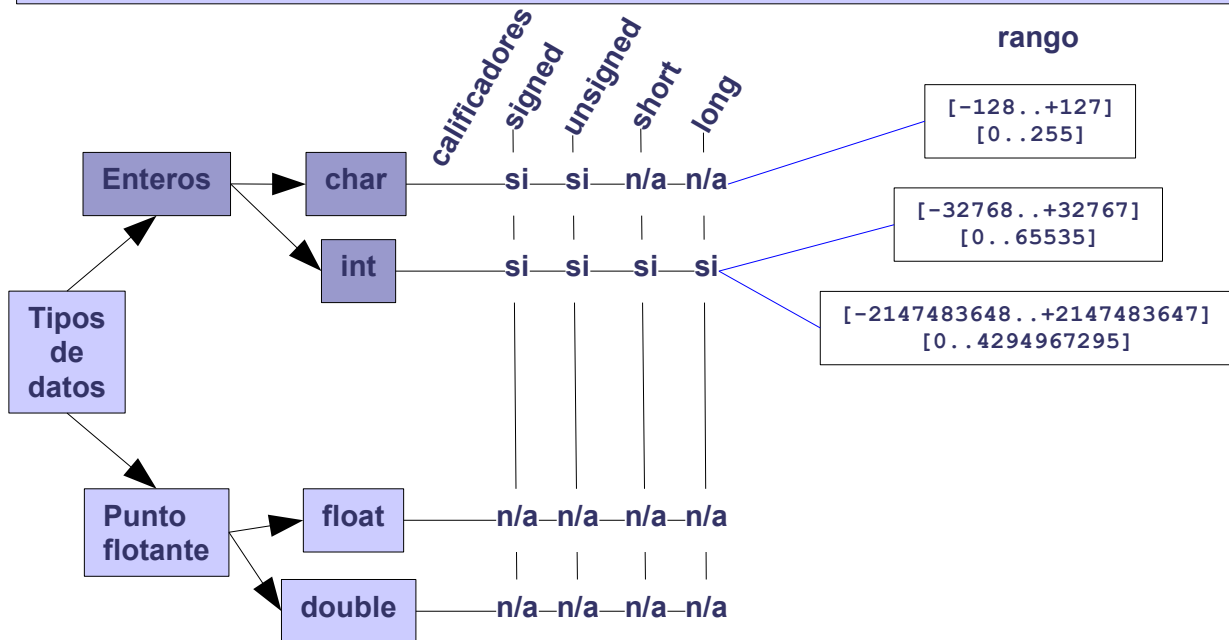 rango
calificadores
signed
unsigned
short
long
[-128..+127]
[0..255]
Enteros
char
si si n/a n/a
[-32768..+32767]
[0..65535]
int
si si si si
[-2147483648..+2147483647]
[0..4294967295]
Tipos
de
datos
Punto
flotante
float
n/a n/a n/a n/a
double
n/a n/a n/a n/a